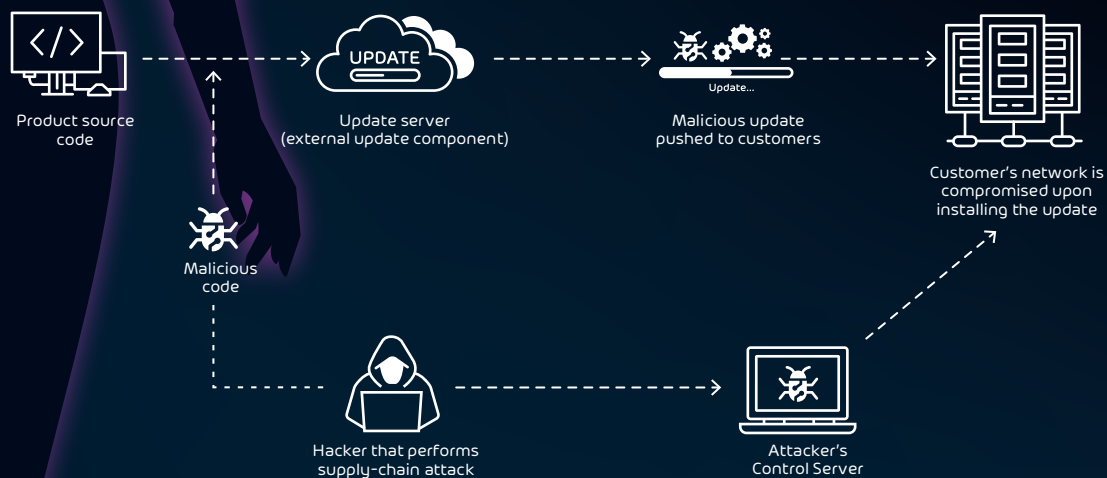 </>
UPDATE
Update...
Product source
code
Update server
(external update component)
Malicious update
pushed to customers
Customer's network is
compromised upon
installing the update
Malicious
code
Hacker that performs
supply-chain attack
Attacker's
Control Server